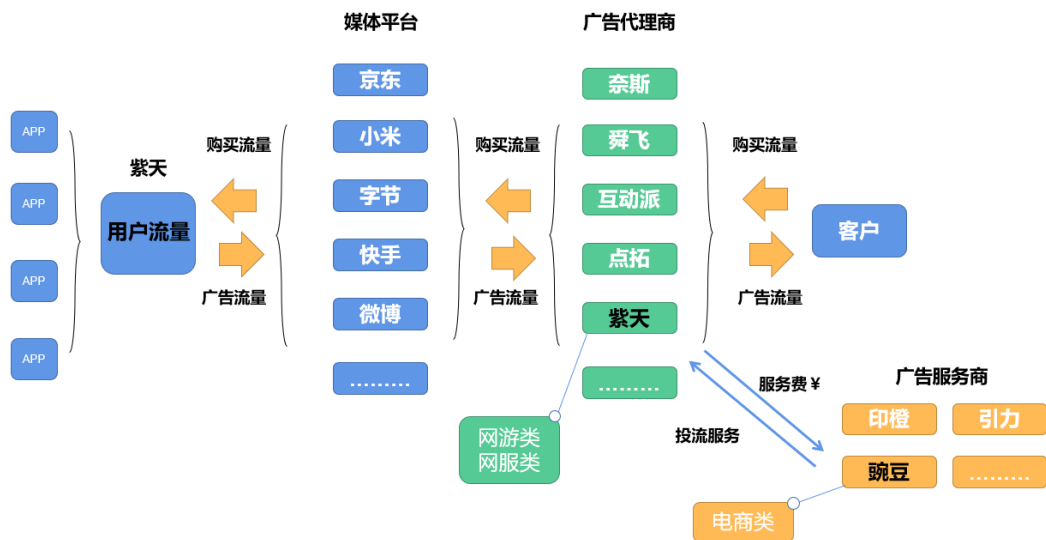 媒体平台
广告代理商
京东
奈斯
APP
小米
舜飞
紫天
购买流量
购买流量
购买流量
APP
用户流量
字节
互动派
客户
APP
快手
点拓
广告流量
广告流量
广告流量
APP
微博
紫天
………
………
服务费¥
投流服务
广告服务商
网游类
网服类
印橙
引力
豌豆
………
电商类